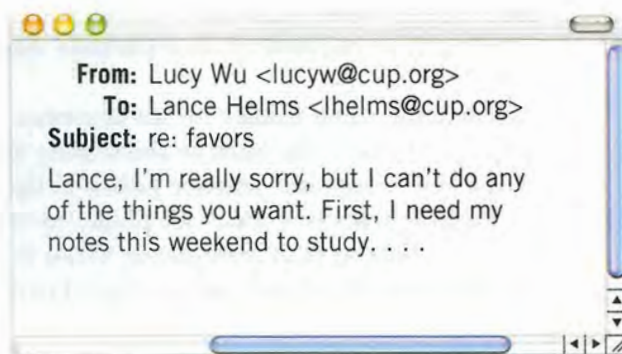 From: Lucy Wu <lucyw@cup.org>
To: Lance Helms <lhelms@cup.org>
Subject: re: favors
Lance, I'm really sorry, but I can't do any
of the things you want. First, I need my
notes this weekend to study. . . .